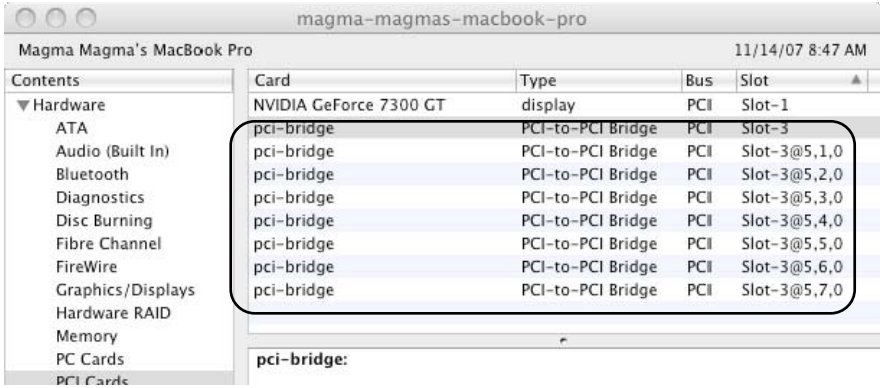 magma-magmas-macbook-pro
Magma Magma's MacBook Pro 11/14/07 8:47 AM
Contents
Hardware
ATA
Audio (Built In)
Bluetooth
Diagnostics
Disc Burning
Fibre Channel
FireWire
Graphics/Displays
Hardware RAID
Memory
PC Cards
PCI Cards
Card Type Bus Slot
NVIDIA GeForce 7300 GT display PCI Slot-1
pci-bridge PCI-to-PCI Bridge PCI Slot-3
pci-bridge PCI-to-PCI Bridge PCI Slot-3@5,1,0
pci-bridge PCI-to-PCI Bridge PCI Slot-3@5,2,0
pci-bridge PCI-to-PCI Bridge PCI Slot-3@5,3,0
pci-bridge PCI-to-PCI Bridge PCI Slot-3@5,4,0
pci-bridge PCI-to-PCI Bridge PCI Slot-3@5,5,0
pci-bridge PCI-to-PCI Bridge PCI Slot-3@5,6,0
pci-bridge PCI-to-PCI Bridge PCI Slot-3@5,7,0
pci-bridge: